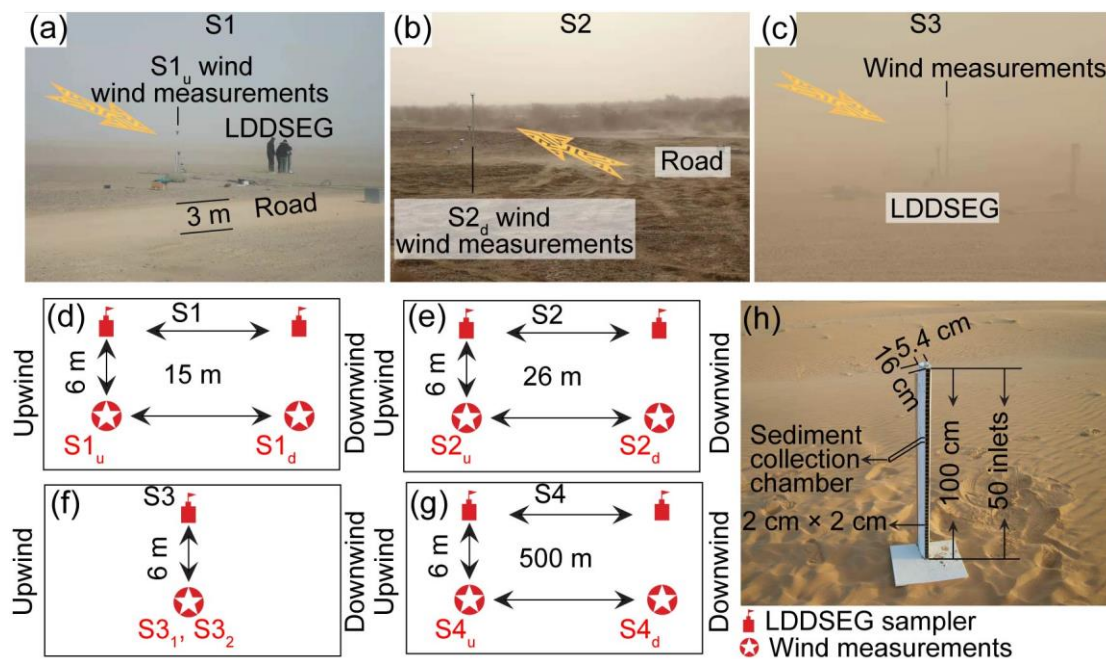 (a)
S1
S1u wind
wind measurements
LDDSEG
3 m
Road
(b)
S2
Road
S2d wind
wind measurements
(c)
S3
Wind measurements
LDDSEG
(d)
S1
Upwind
6 m
15 m
Downwind
S1u
S1d
(e)
S2
Upwind
6 m
26 m
Downwind
S2u
S2d
(f)
S3
Upwind
6 m
Downwind
S31, S32
(g)
S4
Upwind
6 m
500 m
Downwind
S4u
S4d
(h)
5.4 cm
16 cm
Sediment
collection
chamber
100 cm
50 inlets
2 cm × 2 cm
LDDSEG sampler
Wind measurements